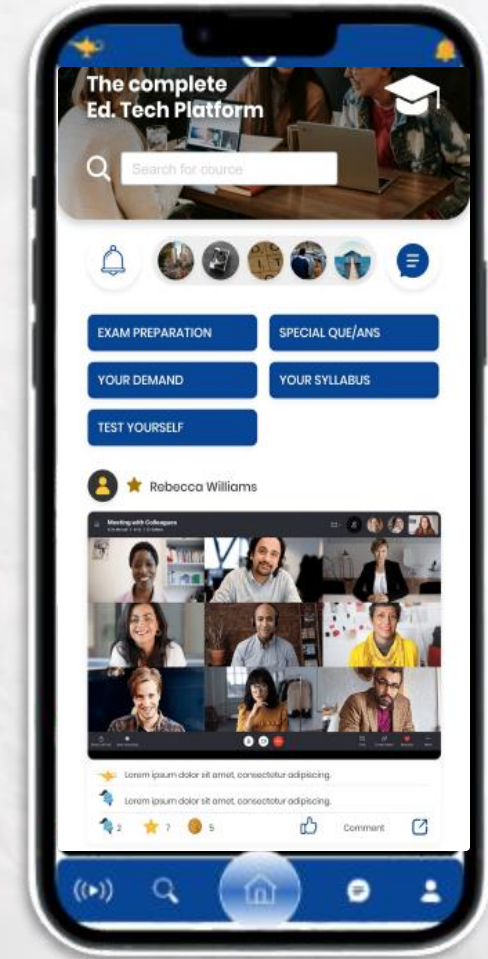 The complete
Ed. Tech Platform
Search for cource
EXAM PREPARATION
SPECIAL QUE/ANS
YOUR DEMAND
YOUR SYLLABUS
TEST YOURSELF
Rebecca Williams
Meeting with Colleagues
Lorem ipsum dolor sit amet, consectetur adipiscing.
Lorem ipsum dolor sit amet, consectetur adipiscing.
2 7 5 Comment